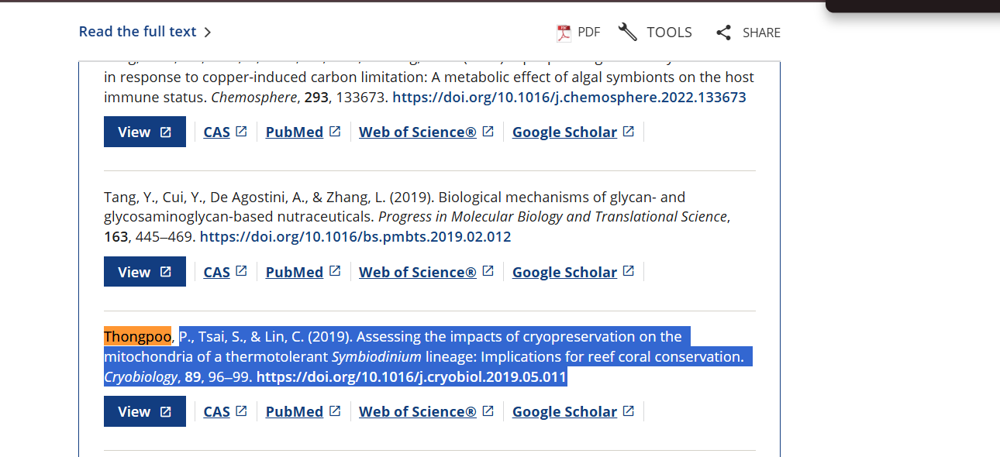 Read the full text
PDF TOOLS SHARE
in response to copper-induced carbon limitation: A metabolic effect of algal symbionts on the host
immune status. Chemosphere, 293, 133673. https://doi.org/10.1016/j.chemosphere.2022.133673
View CAS PubMed Web of Science® Google Scholar
Tang, Y., Cui, Y., De Agostini, A., & Zhang, L. (2019). Biological mechanisms of glycan- and
glycosaminoglycan-based nutraceuticals. Progress in Molecular Biology and Translational Science,
163, 445–469. https://doi.org/10.1016/bs.pmbts.2019.02.012
View CAS PubMed Web of Science® Google Scholar
Thongpoo, P., Tsai, S., & Lin, C. (2019). Assessing the impacts of cryopreservation on the
mitochondria of a thermotolerant Symbiodinium lineage: Implications for reef coral conservation.
Cryobiology, 89, 96–99. https://doi.org/10.1016/j.cryobiol.2019.05.011
View CAS PubMed Web of Science® Google Scholar